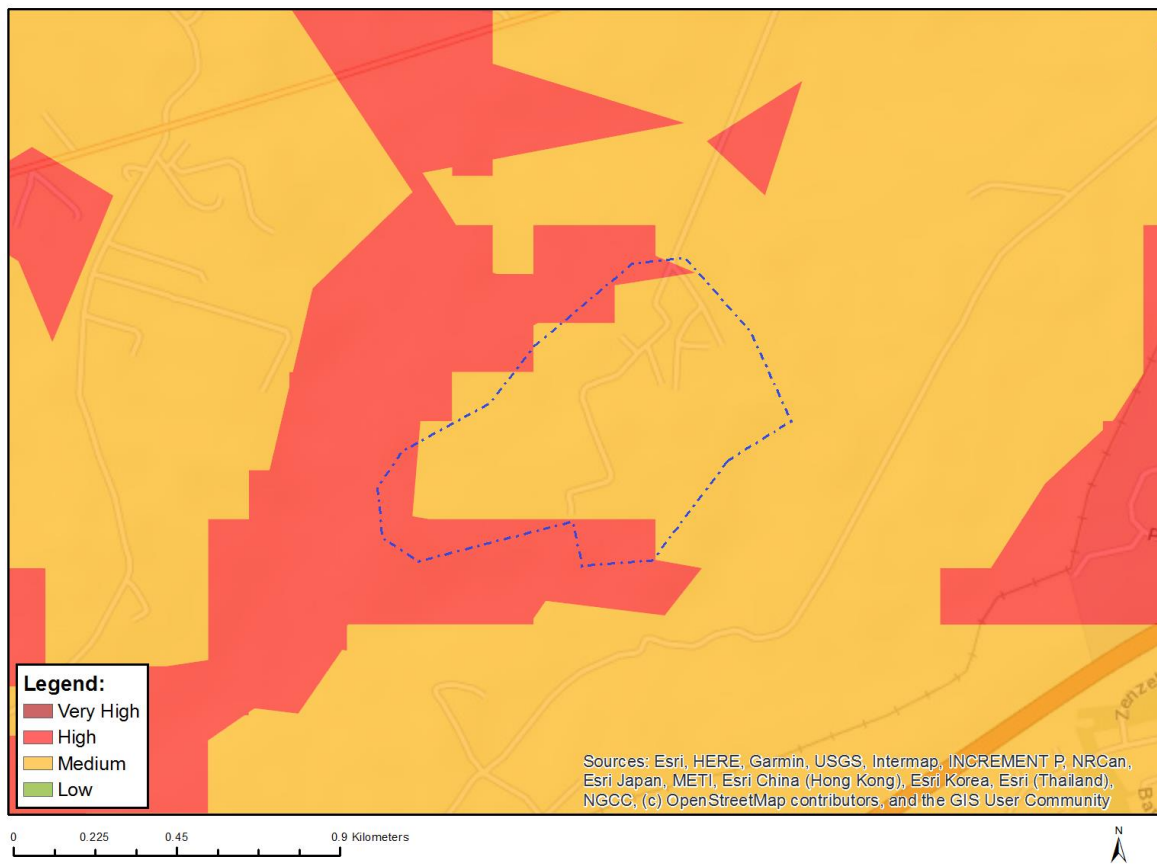 P
Zenze
Ba
Legend:
Very High
High
Medium
Low
Sources: Esri, HERE, Garmin, USGS, Intermap, INCREMENT P, NRCan,
Esri Japan, METI, Esri China (Hong Kong), Esri Korea, Esri (Thailand),
NGCC, (c) OpenStreetMap contributors, and the GIS User Community
0 0.225 0.45 0.9 Kilometers
N